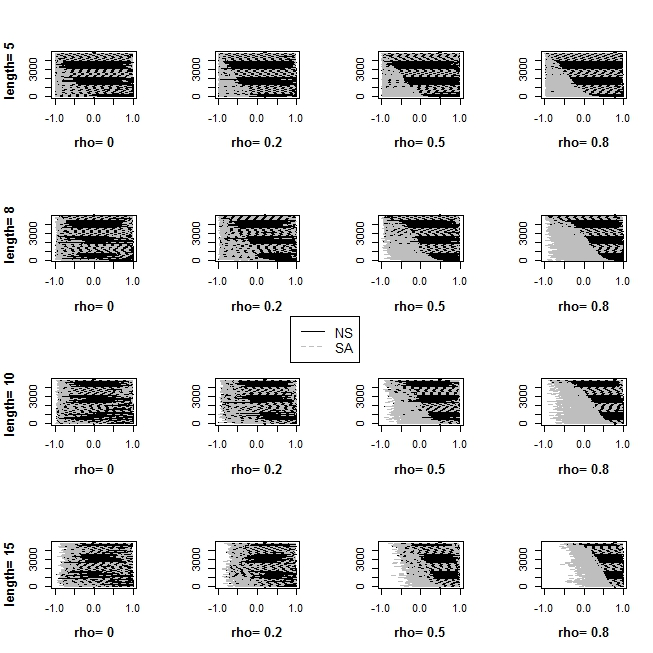 length= 5
0 3000
-1.0 0.0 1.0
rho= 0
0 3000
-1.0 0.0 1.0
rho= 0.2
0 3000
-1.0 0.0 1.0
rho= 0.5
0 3000
-1.0 0.0 1.0
rho= 0.8
length= 8
0 3000
-1.0 0.0 1.0
rho= 0
0 3000
-1.0 0.0 1.0
rho= 0.2
0 3000
-1.0 0.0 1.0
rho= 0.5
0 3000
-1.0 0.0 1.0
rho= 0.8
NS
SA
length= 10
0 3000
-1.0 0.0 1.0
rho= 0
0 3000
-1.0 0.0 1.0
rho= 0.2
0 3000
-1.0 0.0 1.0
rho= 0.5
0 3000
-1.0 0.0 1.0
rho= 0.8
length= 15
0 3000
-1.0 0.0 1.0
rho= 0
0 3000
-1.0 0.0 1.0
rho= 0.2
0 3000
-1.0 0.0 1.0
rho= 0.5
0 3000
-1.0 0.0 1.0
rho= 0.8